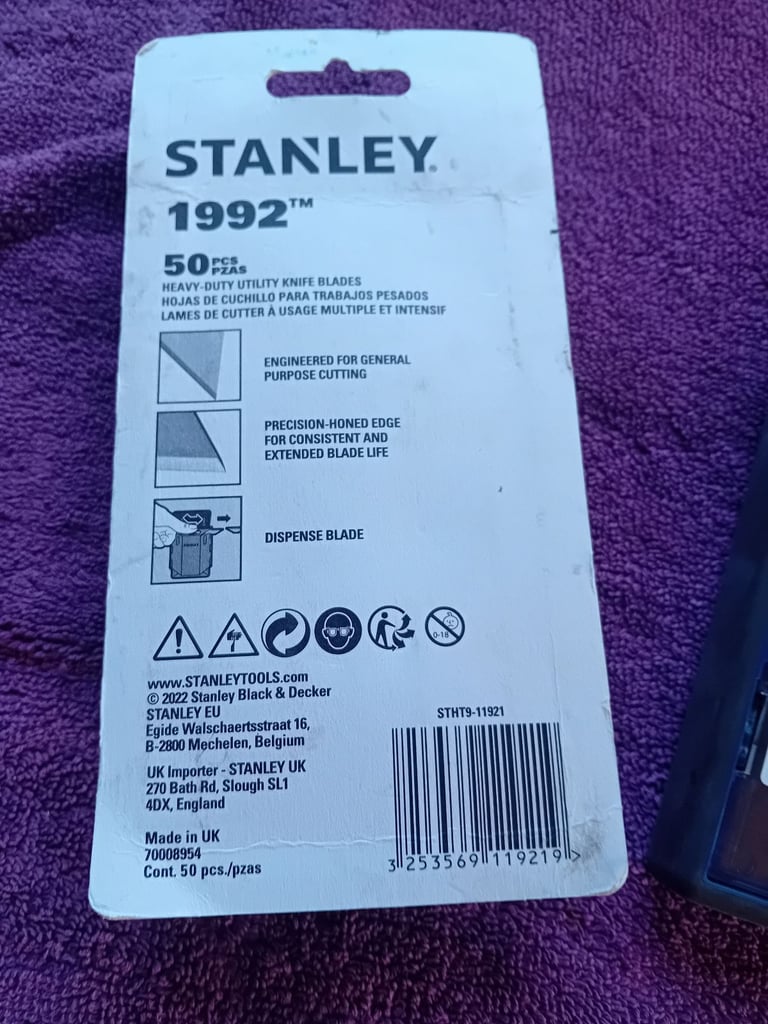 STANLEY®
1992™
50 PCS PZAS
HEAVY-DUTY UTILITY KNIFE BLADES
HOJAS DE CUCHILLO PARA TRABAJOS PESADOS
LAMES DE CUTTER À USAGE MULTIPLE ET INTENSIF
ENGINEERED FOR GENERAL
PURPOSE CUTTING
PRECISION-HONED EDGE
FOR CONSISTENT AND
EXTENDED BLADE LIFE
DISPENSE BLADE
0-18
www.STANLEYTOOLS.com
© 2022 Stanley Black & Decker
STANLEY EU
Egide Walschaertsstraat 16,
B-2800 Mechelen, Belgium
UK Importer - STANLEY UK
270 Bath Rd, Slough SL1
4DX, England
Made in UK
70008954
Cont. 50 pcs./pzas
STHT9-11921
3 253569 119219 >